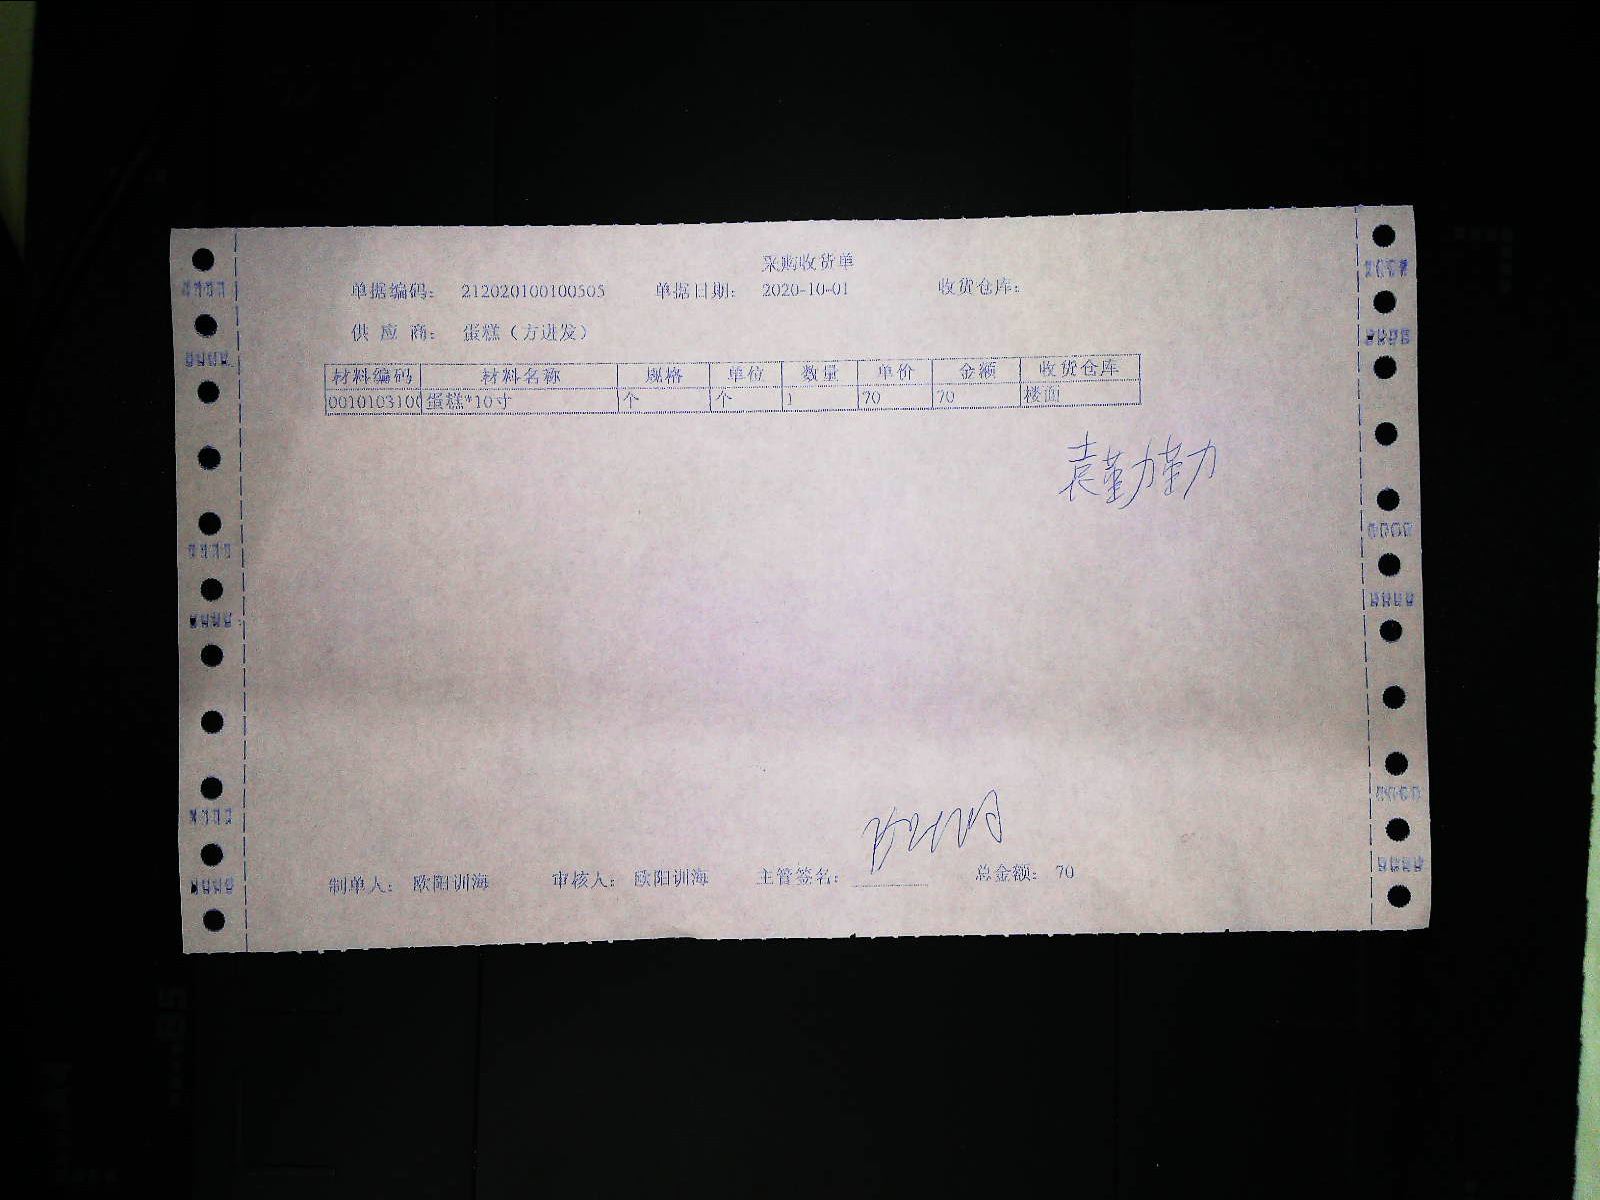 采购收货单
单据编码： 212020100100505 单据日期： 2020-10-01 收货仓库：
供 应 商： 蛋糕（方进发）
材料编码 材料名称 规格 单位 数量 单价 金额 收货仓库
0010103100 蛋糕*10寸 个 个 1 70 70 楼面
袁勤勤
制单人： 欧阳训海 审核人： 欧阳训海 主管签名： 总金额： 70